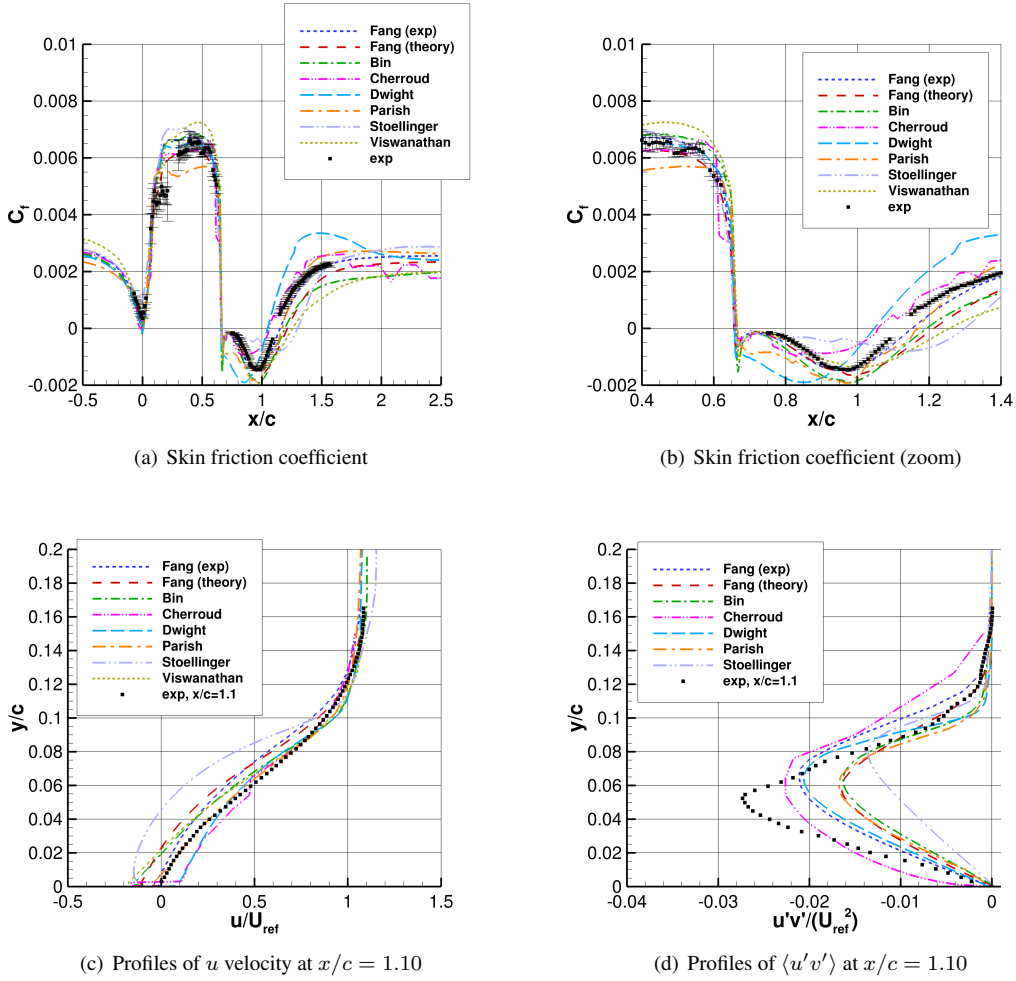 0.01
0.008
0.006
0.004
0.002
0
-0.002
C_f
-0.5 0 0.5 1 1.5 2 2.5
x/c
Fang (exp)
Fang (theory)
Bin
Cherroud
Dwight
Parish
Stoellinger
Viswanathan
exp
(a) Skin friction coefficient
0.01
0.008
0.006
0.004
0.002
0
-0.002
C_f
0.4 0.6 0.8 1 1.2 1.4
x/c
Fang (exp)
Fang (theory)
Bin
Cherroud
Dwight
Parish
Stoellinger
Viswanathan
exp
(b) Skin friction coefficient (zoom)
0.2
0.18
0.16
0.14
0.12
0.1
0.08
0.06
0.04
0.02
0
y/c
-0.5 0 0.5 1 1.5
u/U_ref
Fang (exp)
Fang (theory)
Bin
Cherroud
Dwight
Parish
Stoellinger
Viswanathan
exp, x/c=1.1
(c) Profiles of u velocity at x/c = 1.10
0.2
0.18
0.16
0.14
0.12
0.1
0.08
0.06
0.04
0.02
0
y/c
-0.04 -0.03 -0.02 -0.01 0
u'v'/(U_ref^2)
Fang (exp)
Fang (theory)
Bin
Cherroud
Dwight
Parish
Stoellinger
exp, x/c=1.1
(d) Profiles of ⟨u′v′⟩ at x/c = 1.10